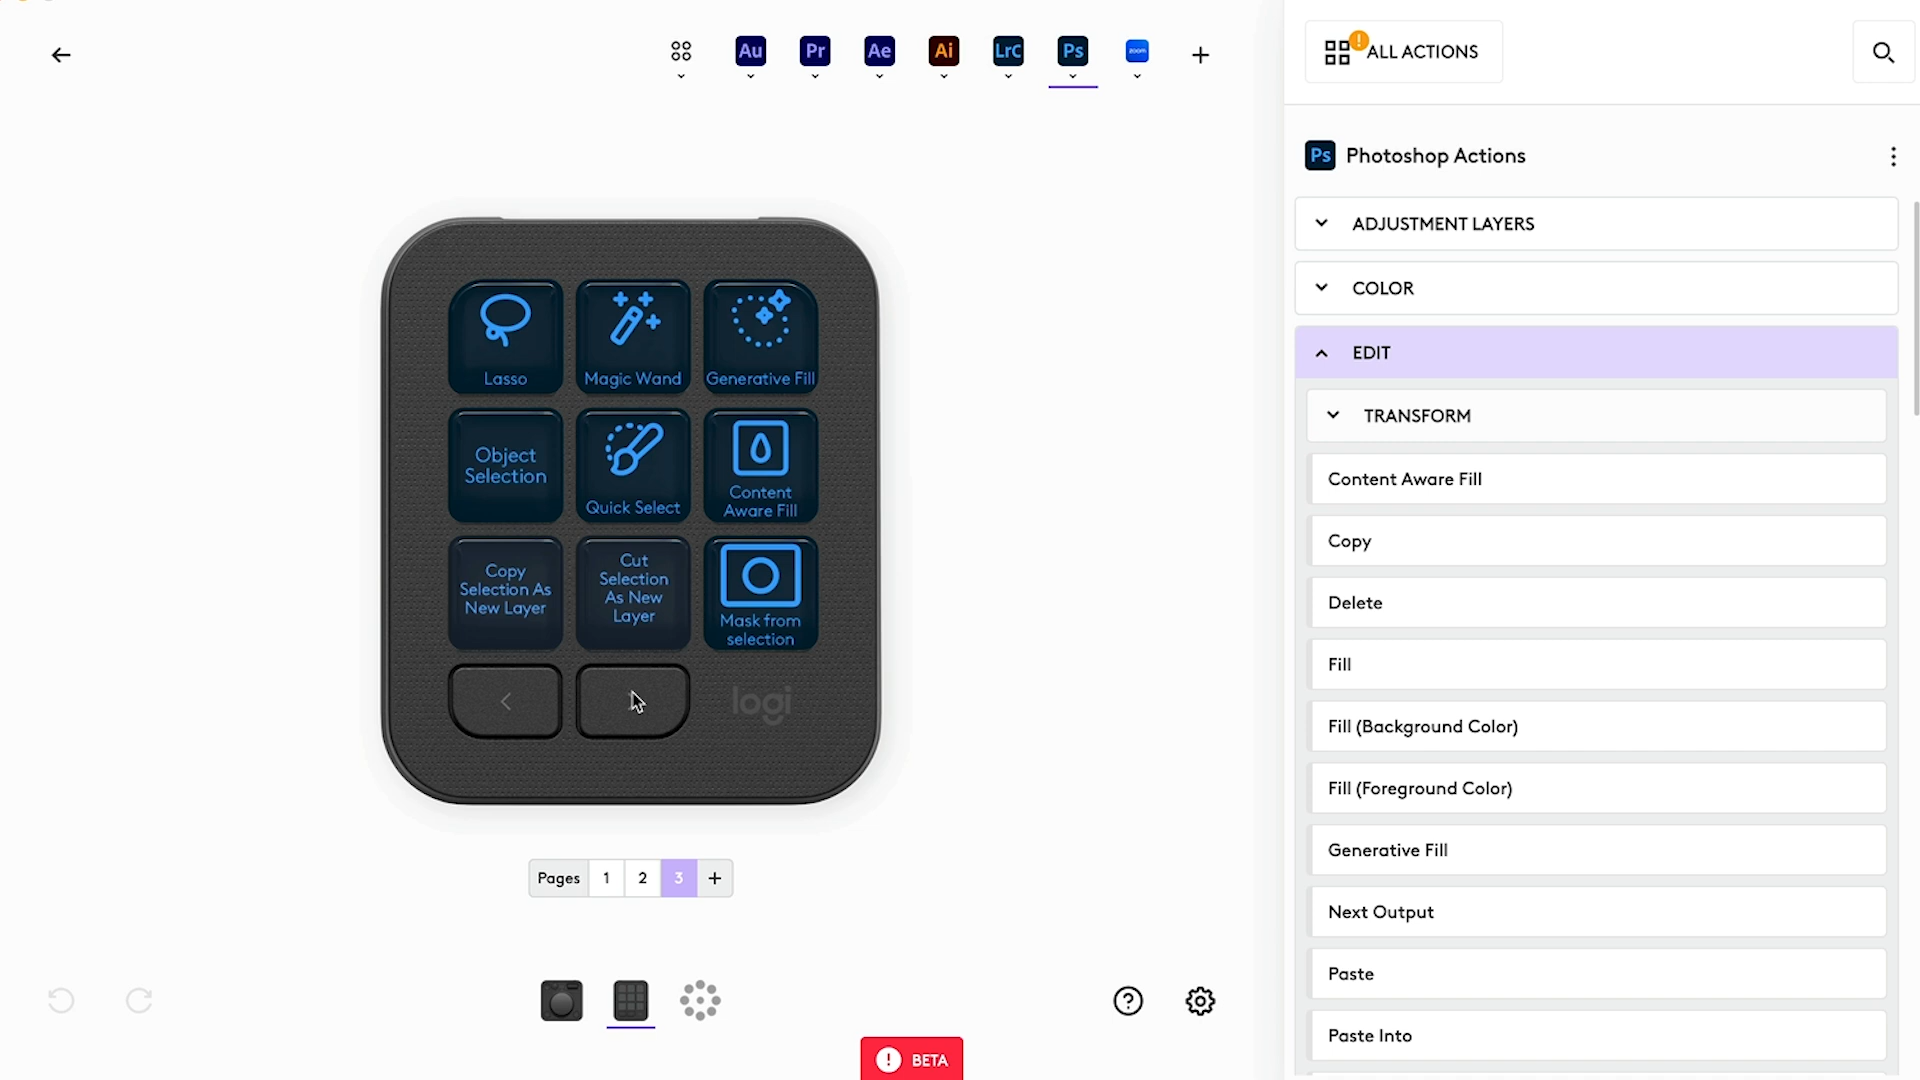 Au
Pr
Ae
Ai
LrC
Ps
zoom
ALL ACTIONS
Ps Photoshop Actions
ADJUSTMENT LAYERS
COLOR
EDIT
TRANSFORM
Content Aware Fill
Copy
Delete
Fill
Fill (Background Color)
Fill (Foreground Color)
Generative Fill
Next Output
Paste
Paste Into
Lasso
Magic Wand
Generative Fill
Object
Selection
Quick Select
Content
Aware Fill
Copy
Selection As
New Layer
Cut
Selection
As New
Layer
Mask from
selection
logi
Pages 1 2 3 +
BETA